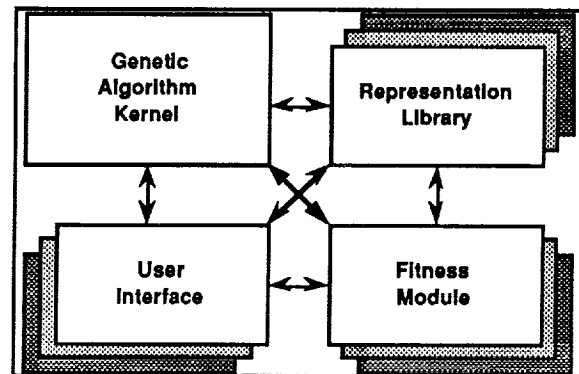 Genetic
Algorithm
Kernel
Representation
Library
User
Interface
Fitness
Module